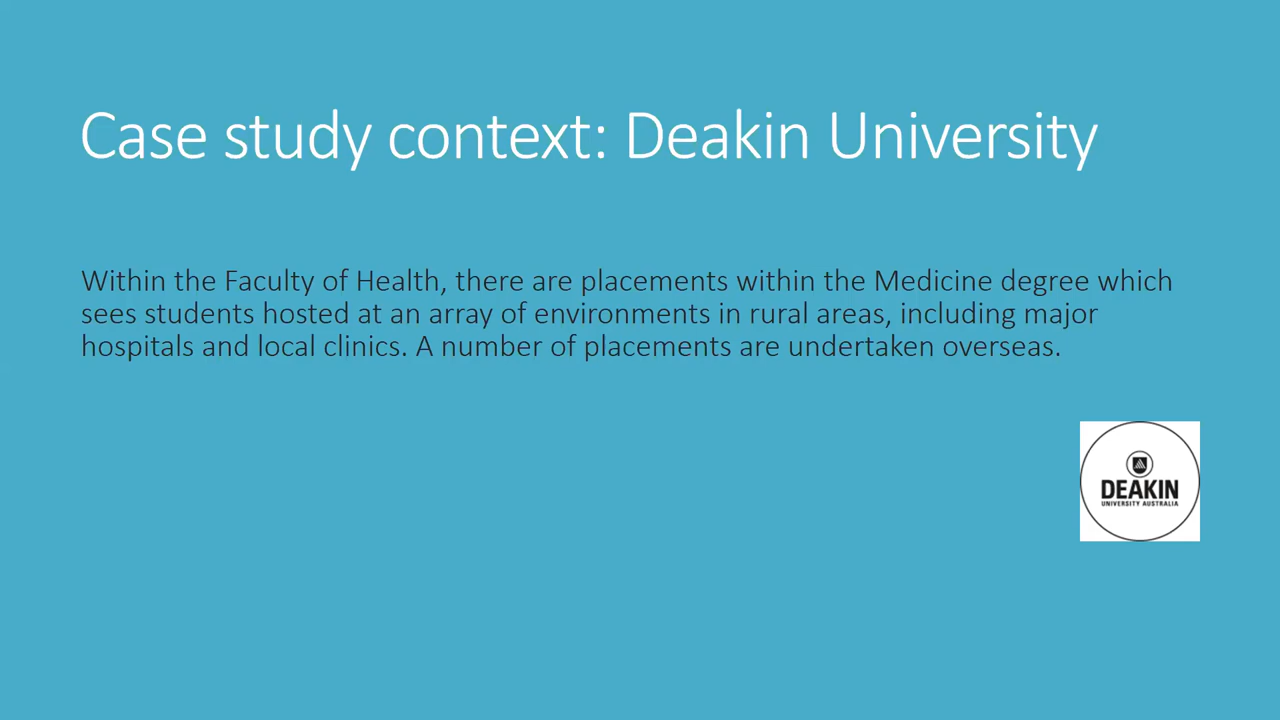 Case study context: Deakin University
Within the Faculty of Health, there are placements within the Medicine degree which
sees students hosted at an array of environments in rural areas, including major
hospitals and local clinics. A number of placements are undertaken overseas.
DEAKIN
UNIVERSITY AUSTRALIA